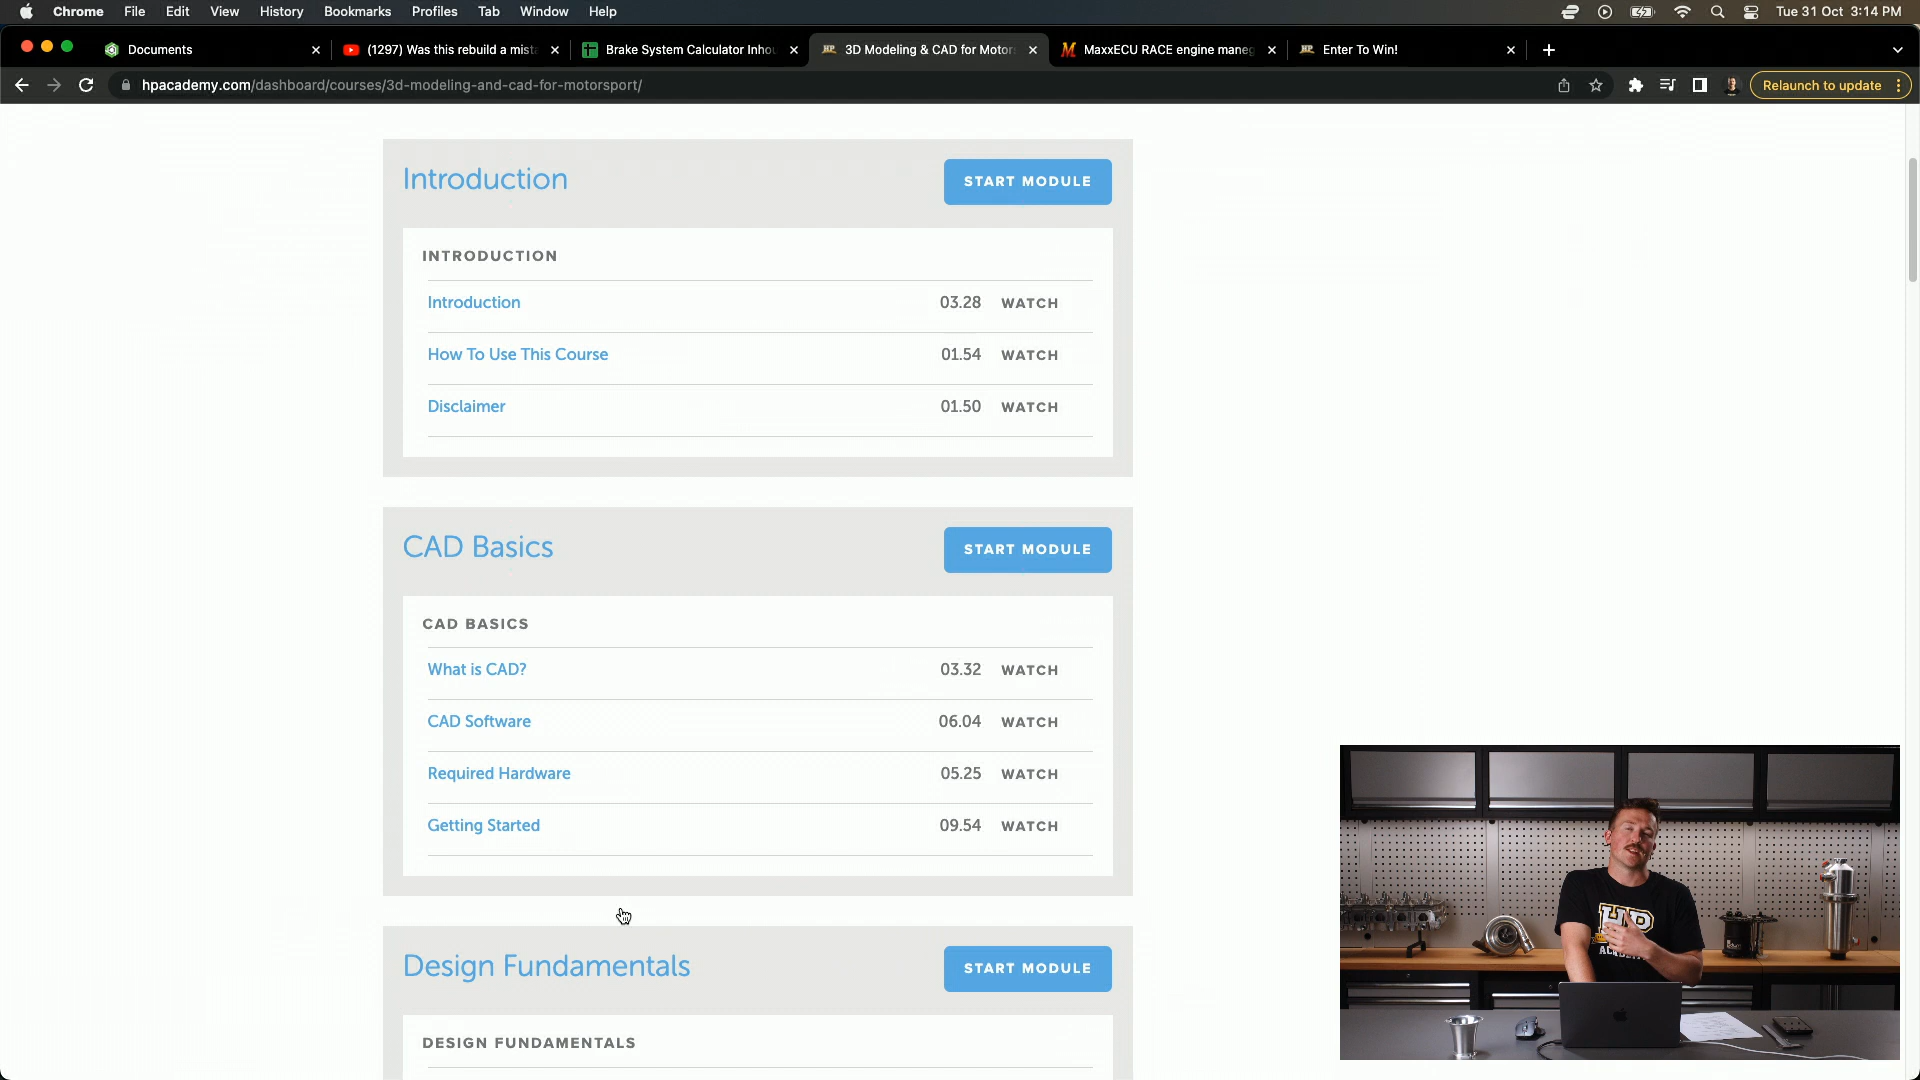 Chrome File Edit View History Bookmarks Profiles Tab Window Help Tue 31 Oct 3:14 PM
Documents (1297) Was this rebuild a mista Brake System Calculator Inhou 3D Modeling & CAD for Motors MaxxECU RACE engine maneg Enter To Win!
hpacademy.com/dashboard/courses/3d-modeling-and-cad-for-motorsport/ Relaunch to update
Introduction START MODULE
INTRODUCTION
Introduction 03.28 WATCH
How To Use This Course 01.54 WATCH
Disclaimer 01.50 WATCH
CAD Basics START MODULE
CAD BASICS
What is CAD? 03.32 WATCH
CAD Software 06.04 WATCH
Required Hardware 05.25 WATCH
Getting Started 09.54 WATCH
Design Fundamentals START MODULE
DESIGN FUNDAMENTALS
HP